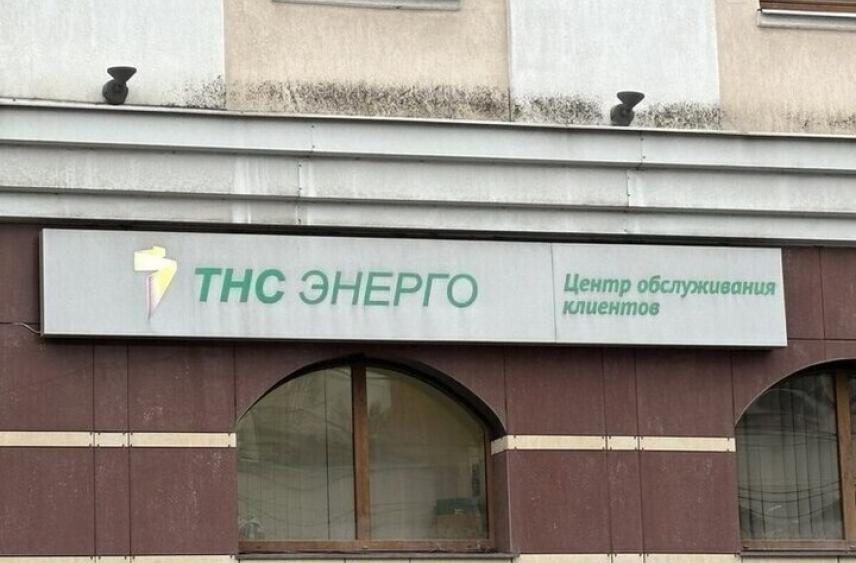 ТНС ЭНЕРГО
Центр обслуживания
клиентов